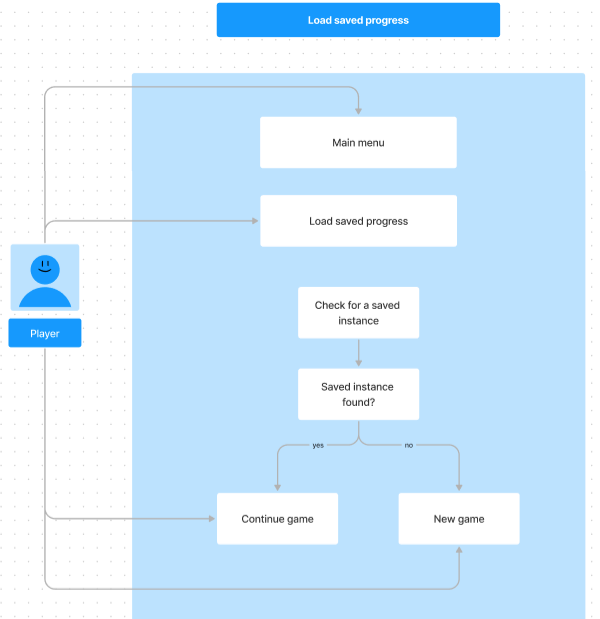 Load saved progress
Main menu
Load saved progress
Player
Check for a saved
instance
Saved instance
found?
yes
no
Continue game
New game